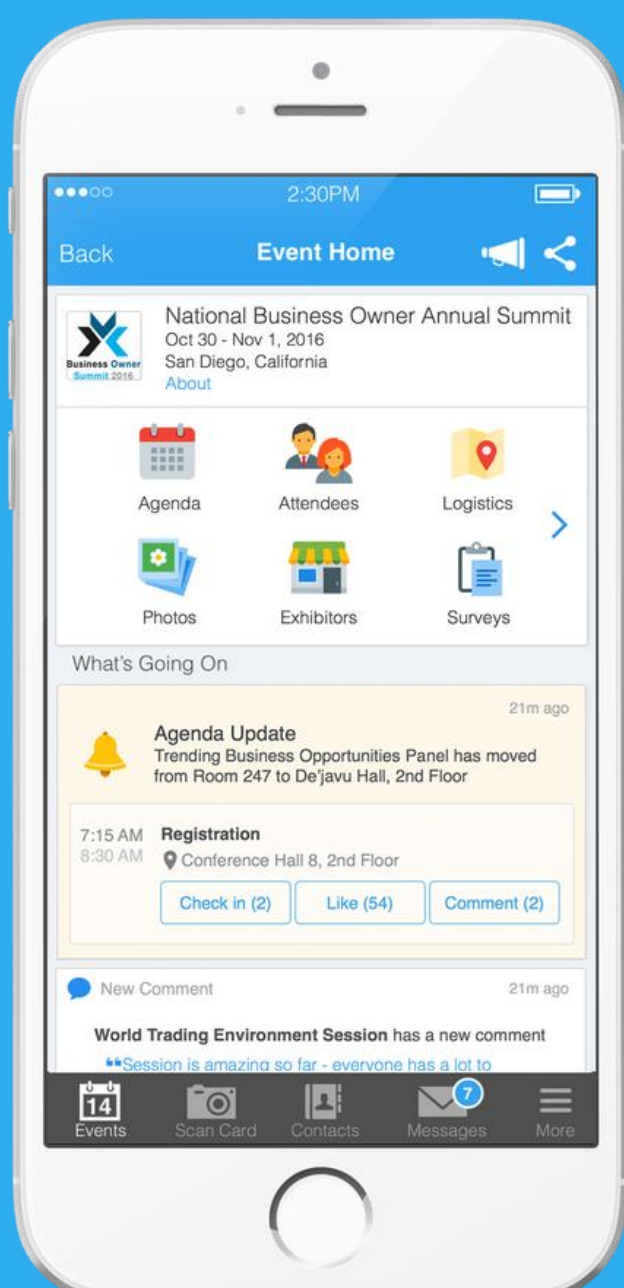 2:30PM
Back
Event Home
National Business Owner Annual Summit
Oct 30 - Nov 1, 2016
San Diego, California
About
Business Owner
Summit 2016
Agenda
Attendees
Logistics
Photos
Exhibitors
Surveys
What's Going On
21m ago
Agenda Update
Trending Business Opportunities Panel has moved
from Room 247 to De'javu Hall, 2nd Floor
7:15 AM
8:30 AM
Registration
Conference Hall 8, 2nd Floor
Check in (2)
Like (54)
Comment (2)
New Comment
21m ago
World Trading Environment Session has a new comment
“Session is amazing so far - everyone has a lot to
14
Events
Scan Card
Contacts
7
Messages
More